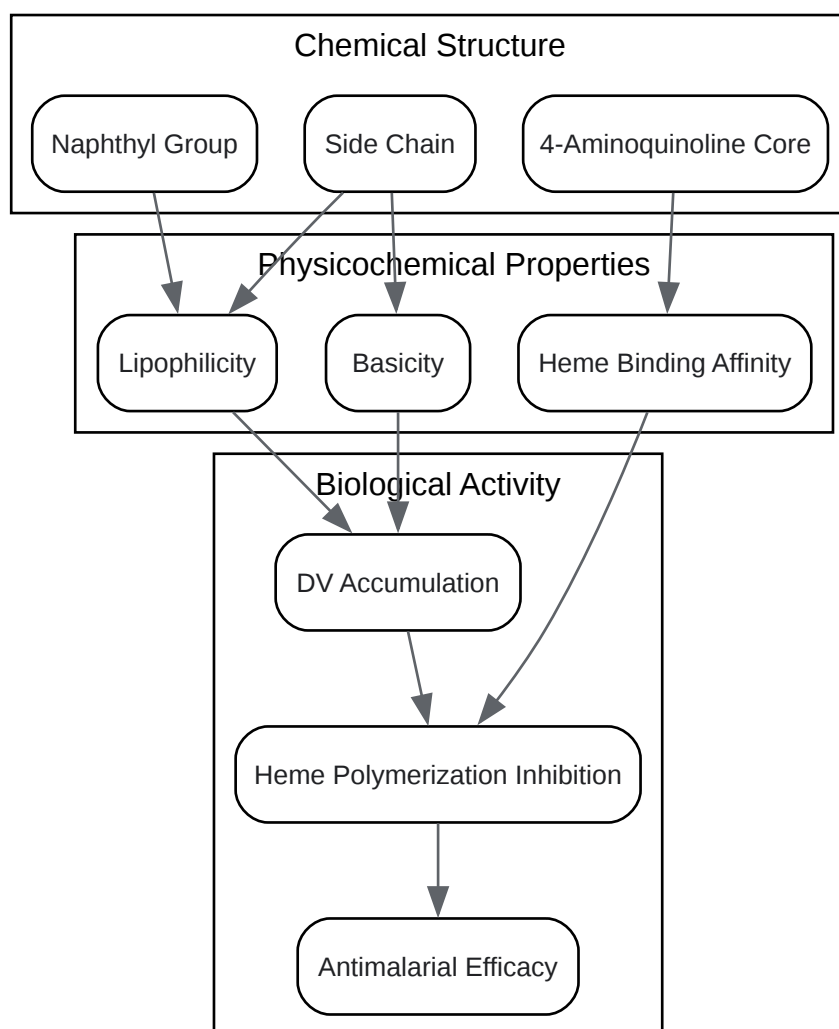 Chemical Structure
Naphthyl Group
Side Chain
4-Aminoquinoline Core
Physicochemical Properties
Lipophilicity
Basicity
Heme Binding Affinity
Biological Activity
DV Accumulation
Heme Polymerization Inhibition
Antimalarial Efficacy